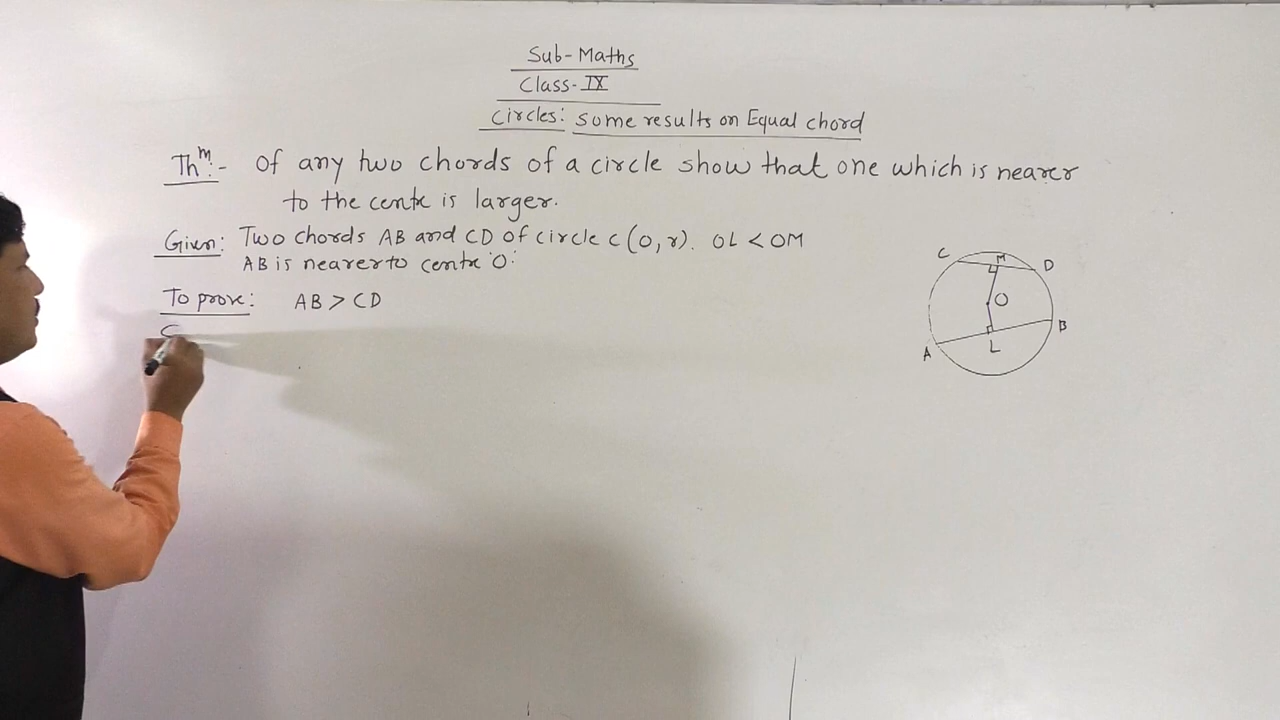 Sub-Maths
Class-IX
Circles: Some results on Equal chord
Thm:- Of any two chords of a circle show that one which is nearer
to the centre is larger.
Given: Two chords AB and CD of circle C(O, r). OL < OM
AB is nearer to centre 'O'
To prove: AB > CD
C
C
M
D
O
B
A
L